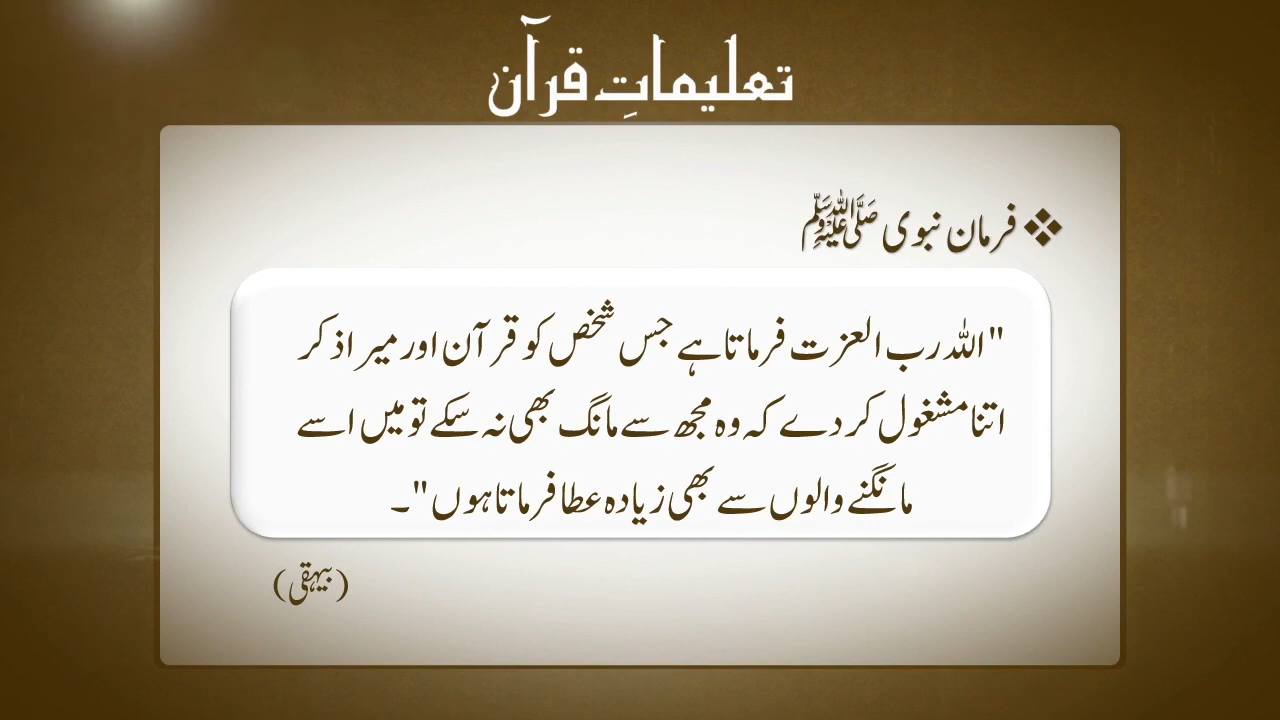 تعلیماتِ قرآن
❖ فرمان نبوی ﷺ
"اللہ رب العزت فرماتا ہے جس شخص کو قرآن اور میرا ذکر
اتنا مشغول کر دے کہ وہ مجھ سے مانگ بھی نہ سکے تو میں اسے
مانگنے والوں سے بھی زیادہ عطا فرماتا ہوں"۔
(بیہقی)